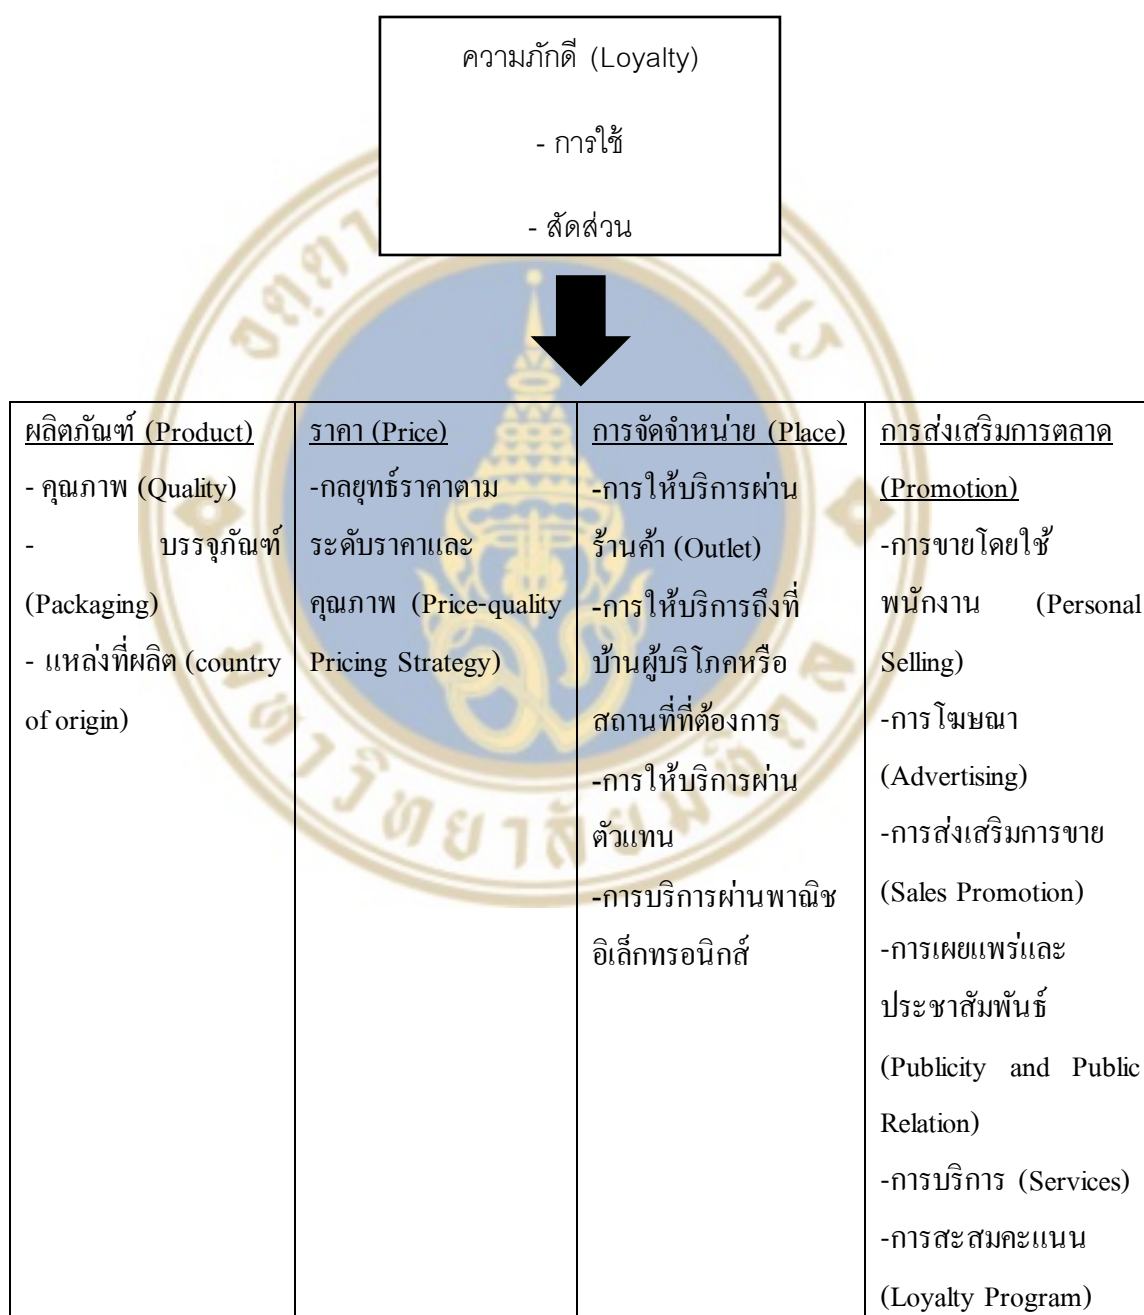 ความภักดี (Loyalty)
- การใช้
- สัดส่วน
ผลิตภัณฑ์ (Product)
- คุณภาพ (Quality)
- บรรจุภัณฑ์
(Packaging)
- แหล่งที่ผลิต (country
of origin)
ราคา (Price)
-กลยุทธ์ราคาตาม
ระดับราคาและ
คุณภาพ (Price-quality
Pricing Strategy)
การจัดจำหน่าย (Place)
-การให้บริการผ่าน
ร้านค้า (Outlet)
-การให้บริการถึงที่
บ้านผู้บริโภคหรือ
สถานที่ที่ต้องการ
-การให้บริการผ่าน
ตัวแทน
-การบริการผ่านพาณิช
อิเล็กทรอนิกส์
การส่งเสริมการตลาด
(Promotion)
-การขายโดยใช้
พนักงาน (Personal
Selling)
-การโฆษณา
(Advertising)
-การส่งเสริมการขาย
(Sales Promotion)
-การเผยแพร่และ
ประชาสัมพันธ์
(Publicity and Public
Relation)
-การบริการ (Services)
-การสะสมคะแนน
(Loyalty Program)